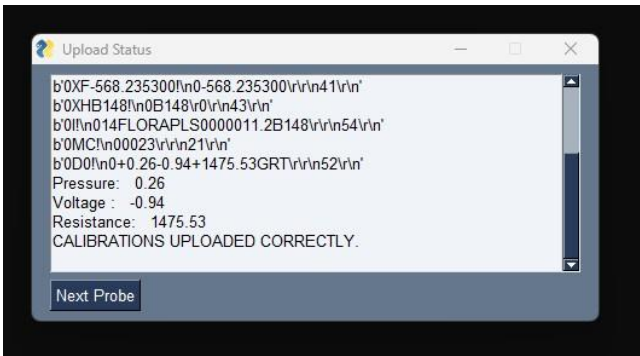 Upload Status
b'0XF-568.235300!\n0-568.235300\r\r\n41\r\n'
b'0XHB148!\n0B148\r0\r\n43\r\n'
b'0I!\n014FLORAPLS0000011.2B148\r\r\n54\r\n'
b'0MC!\n00023\r\r\n21\r\n'
b'0D0!\n0+0.26-0.94+1475.53GRT\r\r\n52\r\n'
Pressure: 0.26
Voltage : -0.94
Resistance: 1475.53
CALIBRATIONS UPLOADED CORRECTLY.
Next Probe